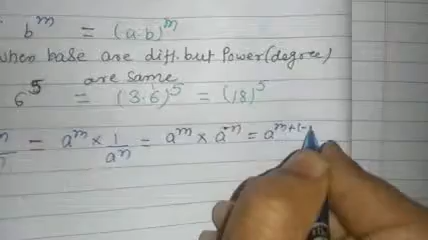 b^m = (a·b)^m
when base are diff. but Power(degree)
are same
6^5 = (3·6)^5 = (18)^5
= a^m × 1/a^n = a^m × a^-n = a^m+(-